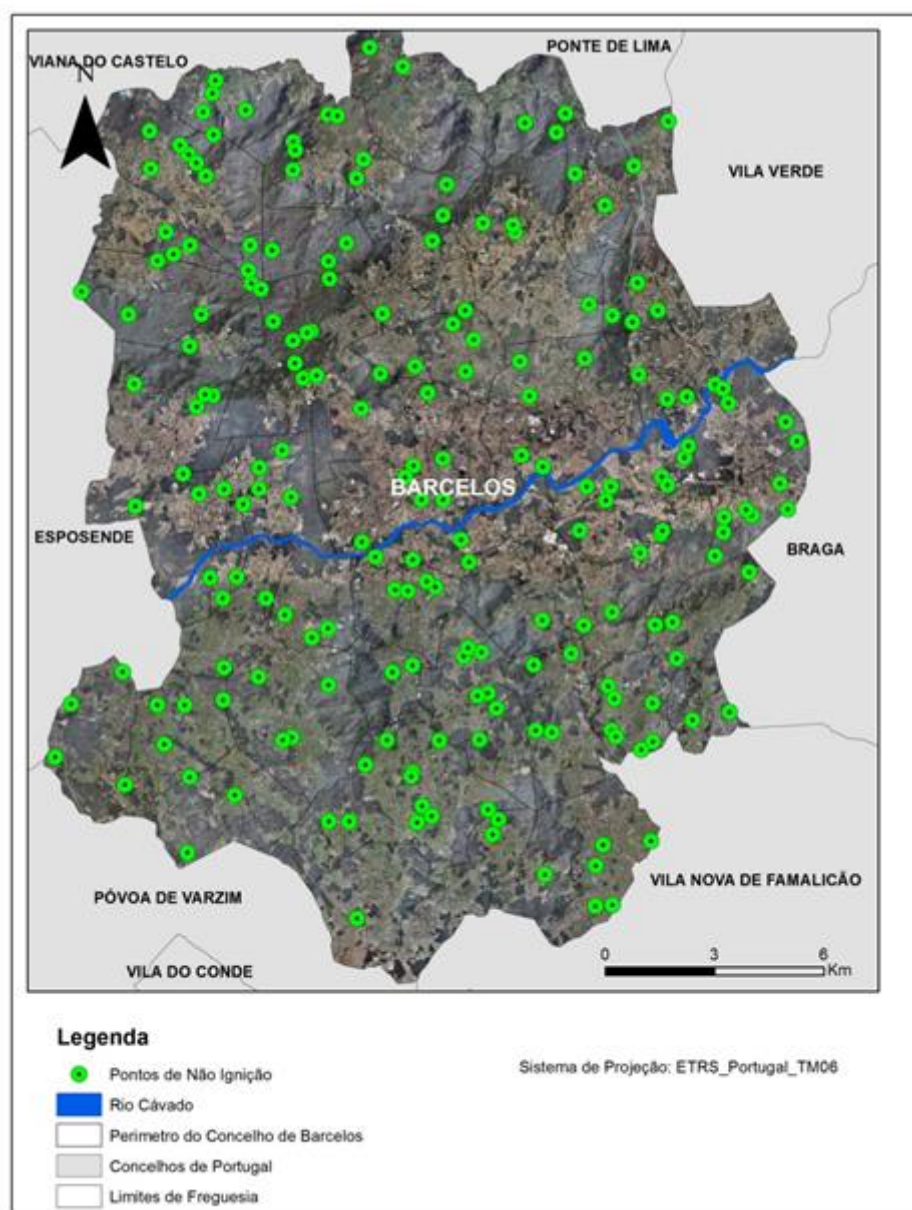 PONTE DE LIMA
VIANA DO CASTELO
N
VILA VERDE
BARCELOS
ESPOSENDE
BRAGA
VILA NOVA DE FAMALICÃO
PÓVOA DE VARZIM
VILA DO CONDE
0 3 6
Km
Legenda
Pontos de Não Ignição
Sistema de Projeção: ETRS_Portugal_TM06
Rio Cávado
Perimetro do Concelho de Barcelos
Concelhos de Portugal
Limites de Freguesia